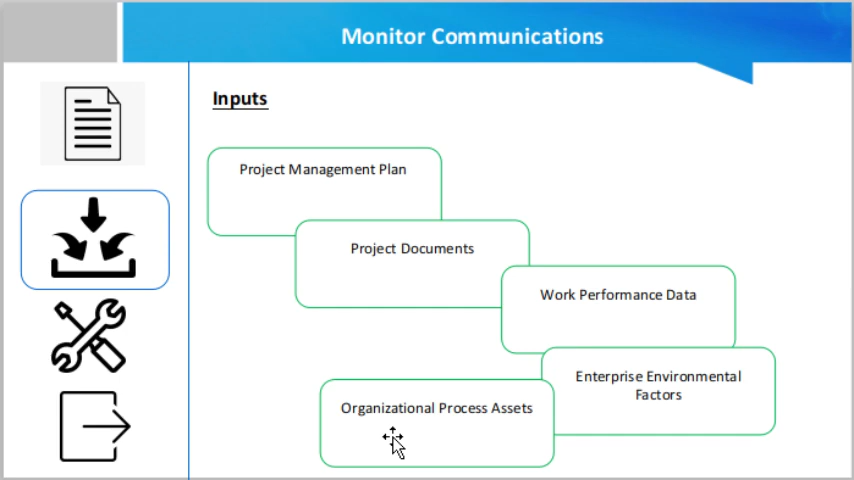 Monitor Communications
Inputs
Project Management Plan
Project Documents
Work Performance Data
Enterprise Environmental
Factors
Organizational Process Assets